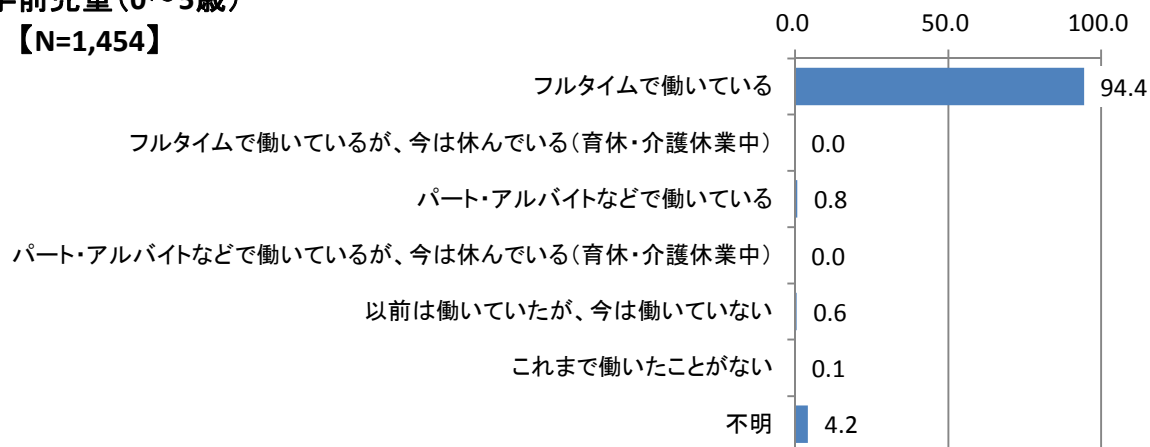 学前児童(0～5歳)
【N=1,454】
0.0 50.0 100.0
フルタイムで働いている 94.4
フルタイムで働いているが、今は休んでいる(育休・介護休業中) 0.0
パート・アルバイトなどで働いている 0.8
パート・アルバイトなどで働いているが、今は休んでいる(育休・介護休業中) 0.0
以前は働いていたが、今は働いていない 0.6
これまで働いたことがない 0.1
不明 4.2